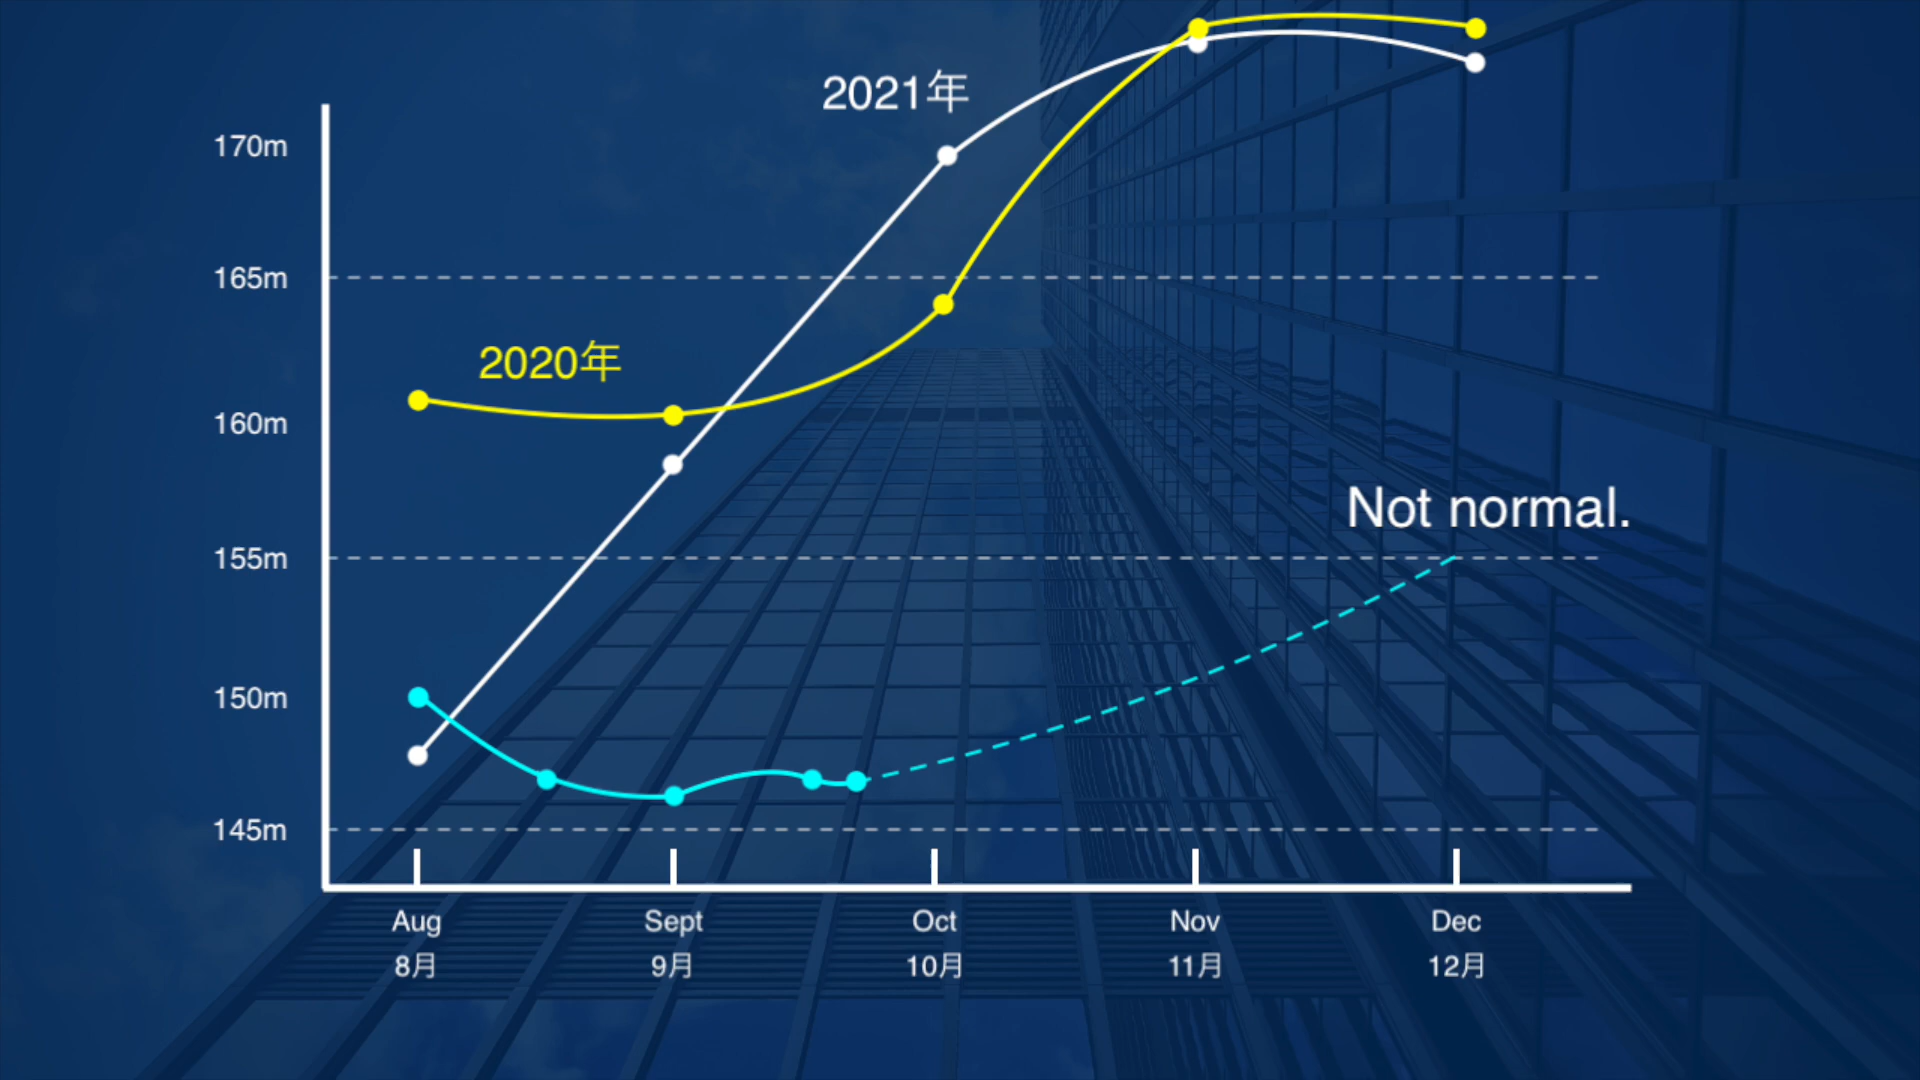 2021年
170m
165m
2020年
160m
Not normal.
155m
150m
145m
Aug
Sept
Oct
Nov
Dec
8月
9月
10月
11月
12月